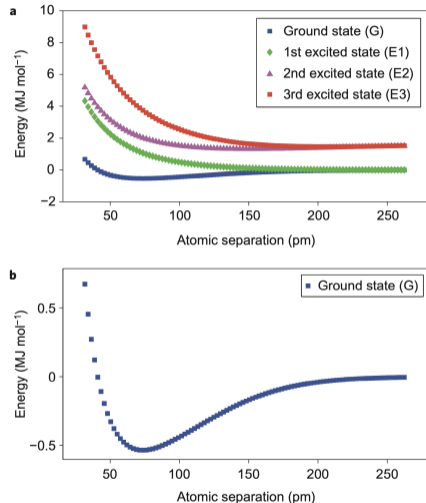 a
10
8
6
4
2
0
−2
Energy (MJ mol⁻¹)
Ground state (G)
1st excited state (E1)
2nd excited state (E2)
3rd excited state (E3)
50
100
150
200
250
Atomic separation (pm)
b
0.5
0
−0.5
Energy (MJ mol⁻¹)
Ground state (G)
50
100
150
200
250
Atomic separation (pm)